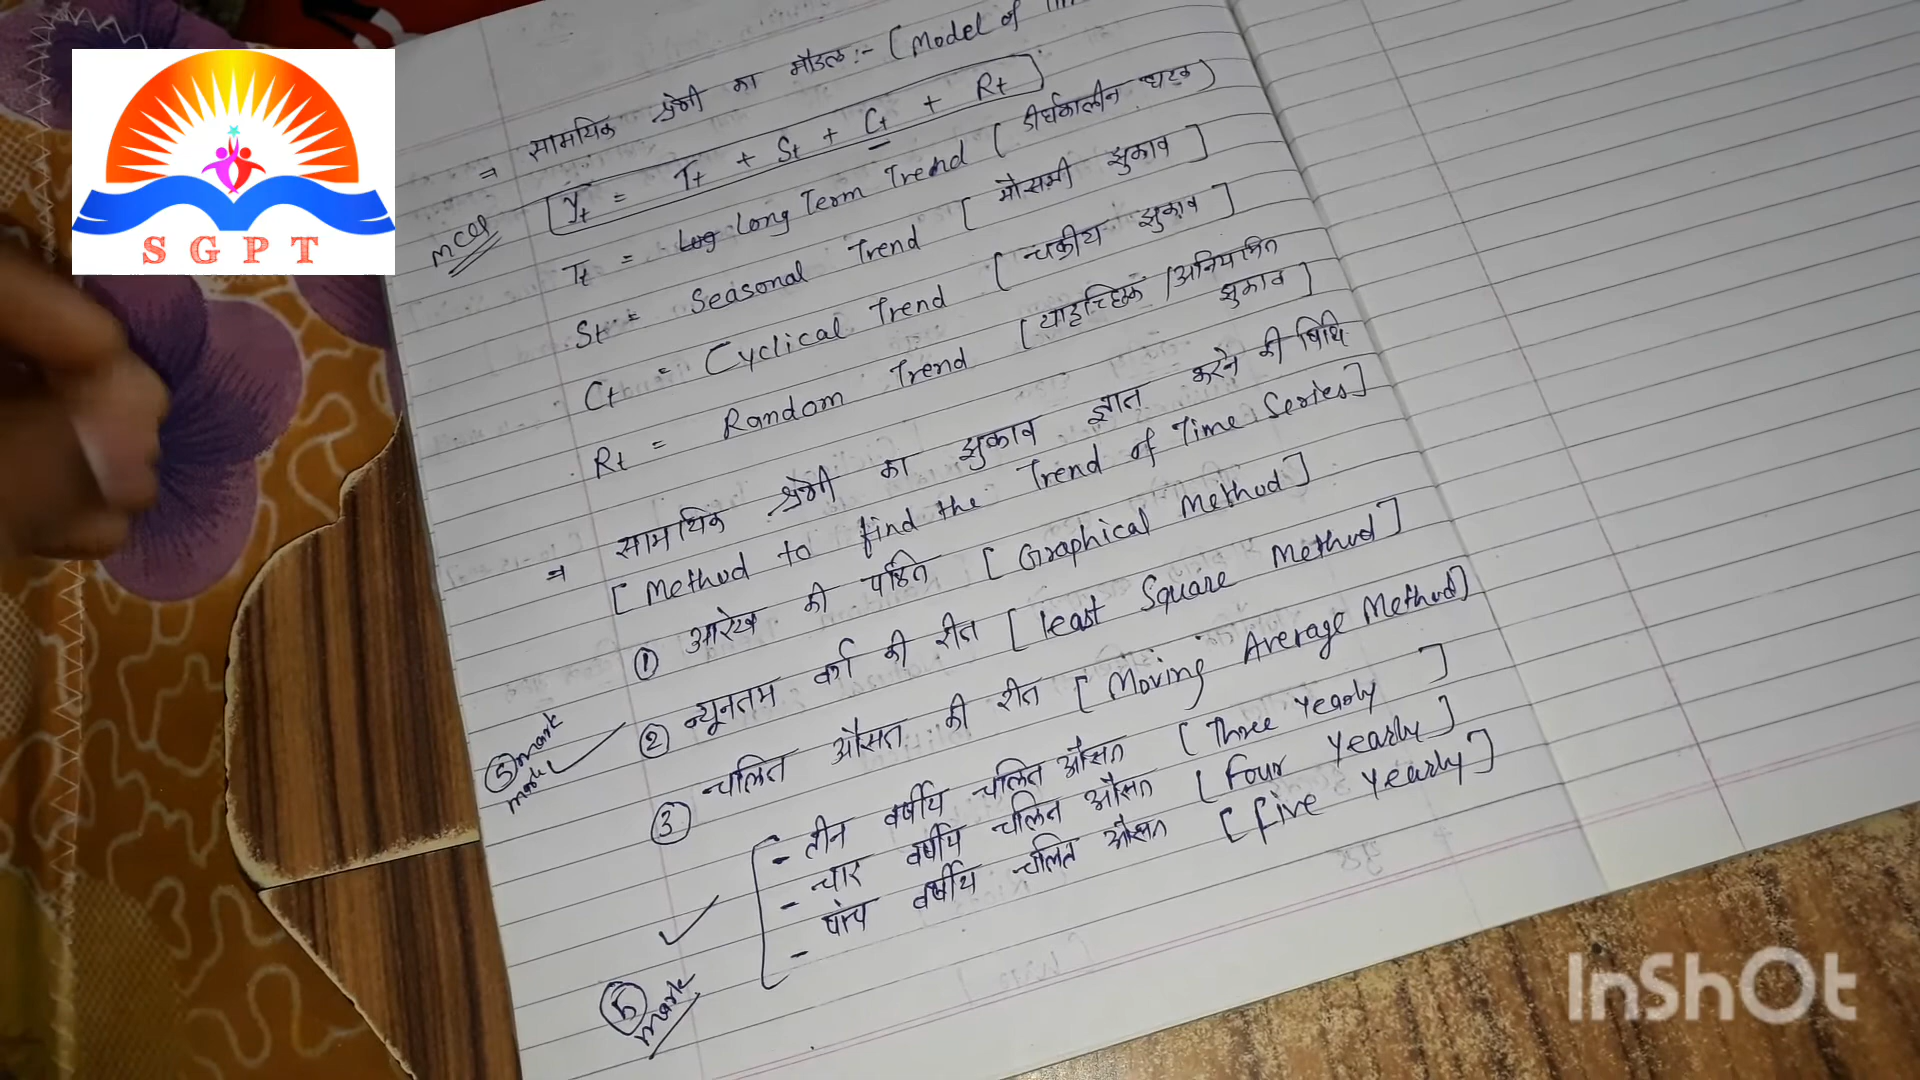 SGPT
MCQ
⇒ सामयिक श्रेणी का मौडल :- [Model of
Yt = Tt + St + Ct + Rt
Tt = Log Long Term Trend [दीर्घकालीन घटक]
St = Seasonal Trend [मौसमी झुकाव]
Ct = Cyclical Trend [चक्रीय झुकाव]
Rt = Random Trend [यादृच्छिक / अनियमित
झुकाव]
⇒ सामयिक श्रेणी का झुकाव ज्ञात करने की विधि
[Method to find the Trend of Time Series]
① आरेख की पद्धति [Graphical Method]
② न्यूनतम वर्ग की रीत [Least Square Method]
⑤ mark
③ चलित औसत की रीत [Moving Average Method]
- तीन वर्षीय चलित औसत [Three Yearly]
- चार वर्षीय चलित औसत [Four Yearly]
- पांच वर्षीय चलित औसत [Five Yearly]
⑤ mark
InShOt